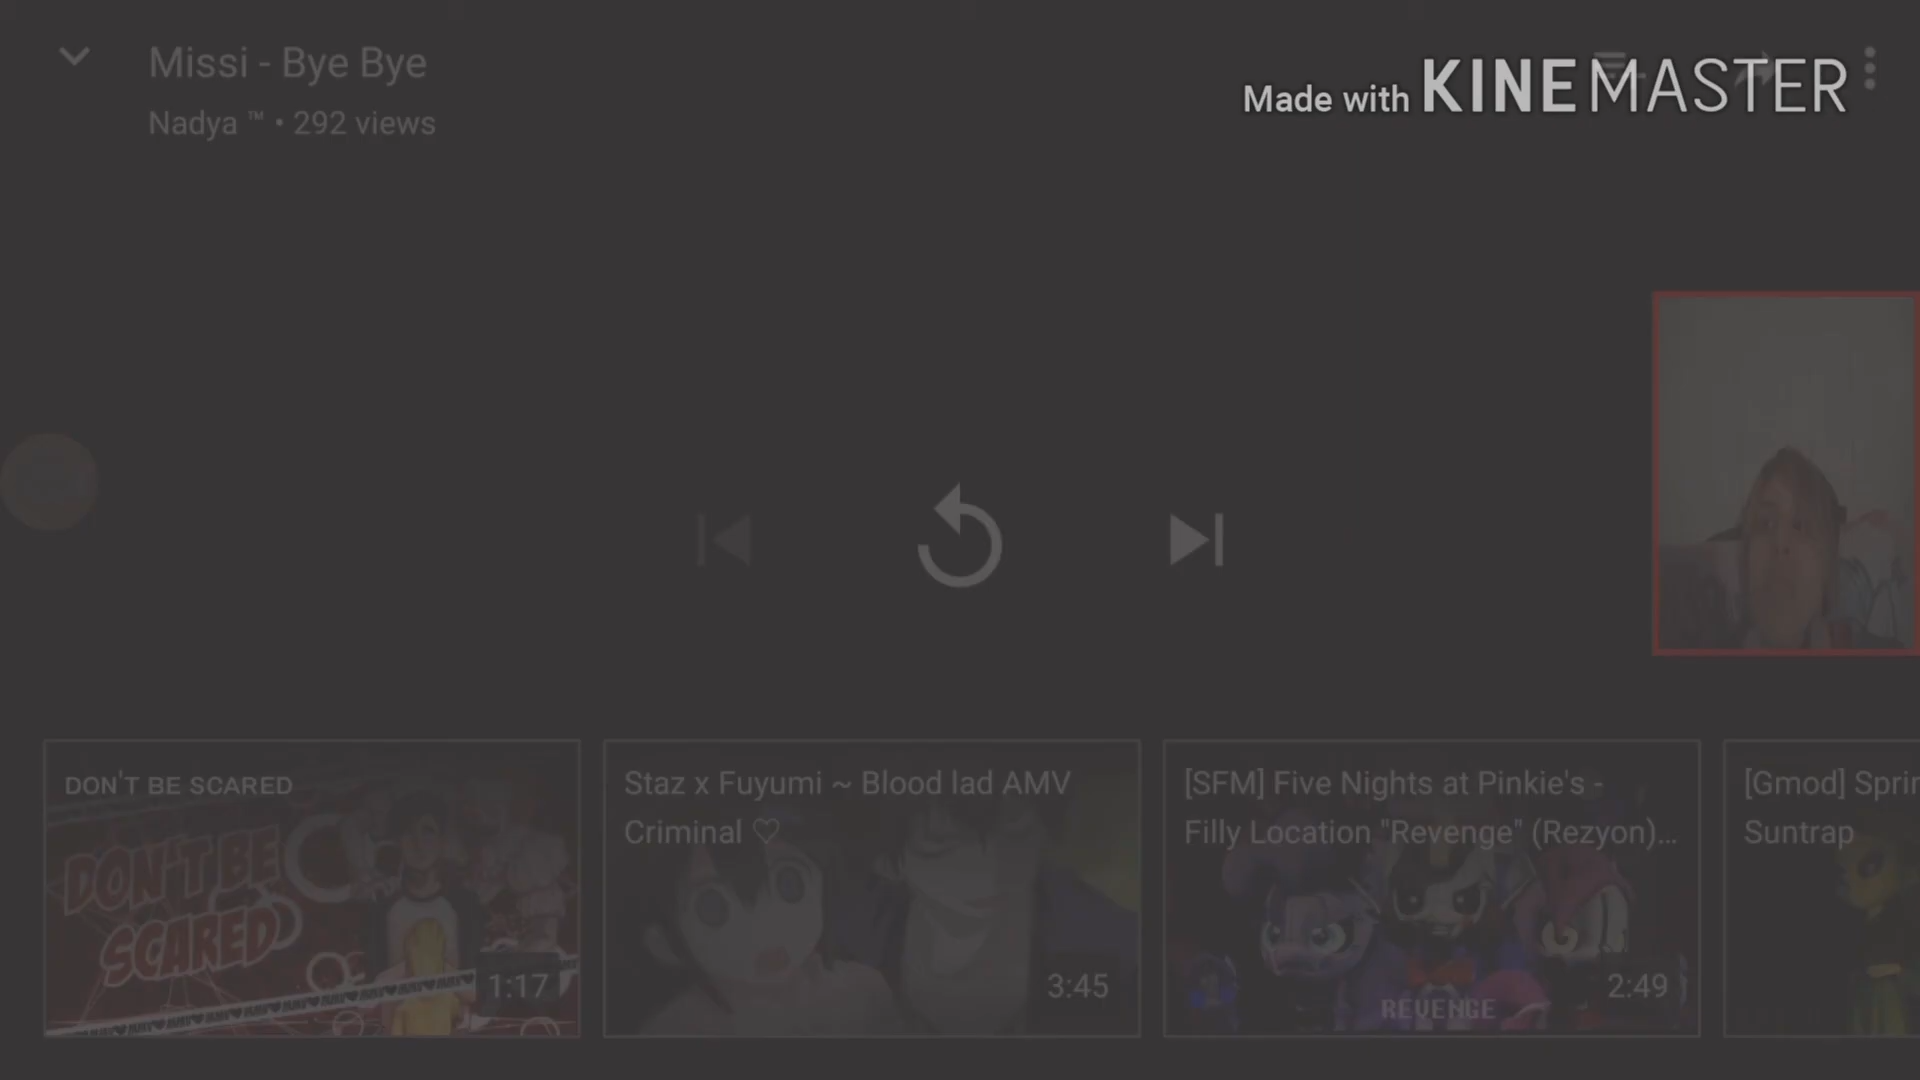 Missi - Bye Bye
Nadya ™ • 292 views
Made with KINEMASTER
DON'T BE SCARED
DON'T BE
SCARED
1:17
Staz x Fuyumi ~ Blood lad AMV
Criminal ♡
3:45
[SFM] Five Nights at Pinkie's -
Filly Location "Revenge" (Rezyon)...
REVENGE
2:49
[Gmod] Sprin
Suntrap